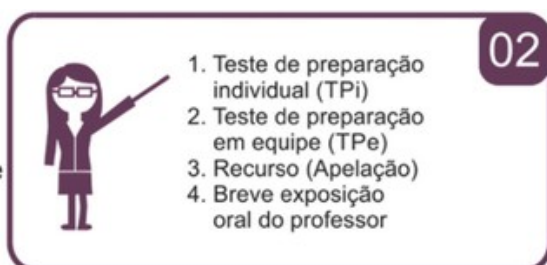 02
1. Teste de preparação
individual (TPi)
2. Teste de preparação
em equipe (TPe)
3. Recurso (Apelação)
4. Breve exposição
oral do professor